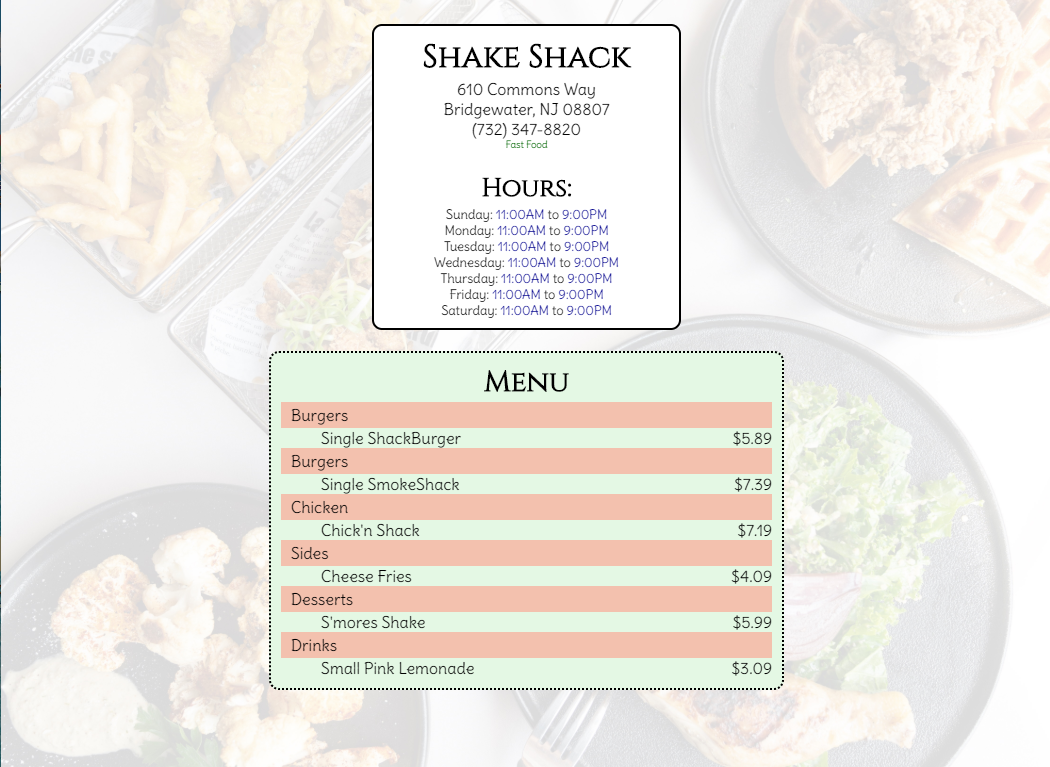 Shake Shack
610 Commons Way
Bridgewater, NJ 08807
(732) 347-8820
Fast Food
Hours:
Sunday: 11:00AM to 9:00PM
Monday: 11:00AM to 9:00PM
Tuesday: 11:00AM to 9:00PM
Wednesday: 11:00AM to 9:00PM
Thursday: 11:00AM to 9:00PM
Friday: 11:00AM to 9:00PM
Saturday: 11:00AM to 9:00PM
Menu
Burgers
Single ShackBurger $5.89
Burgers
Single SmokeShack $7.39
Chicken
Chick'n Shack $7.19
Sides
Cheese Fries $4.09
Desserts
S'mores Shake $5.99
Drinks
Small Pink Lemonade $3.09